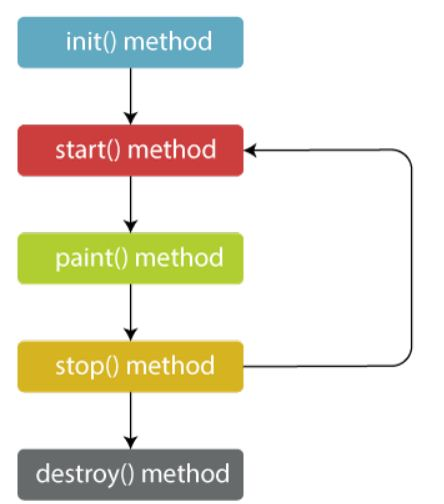 init() method
start() method
paint() method
stop() method
destroy() method